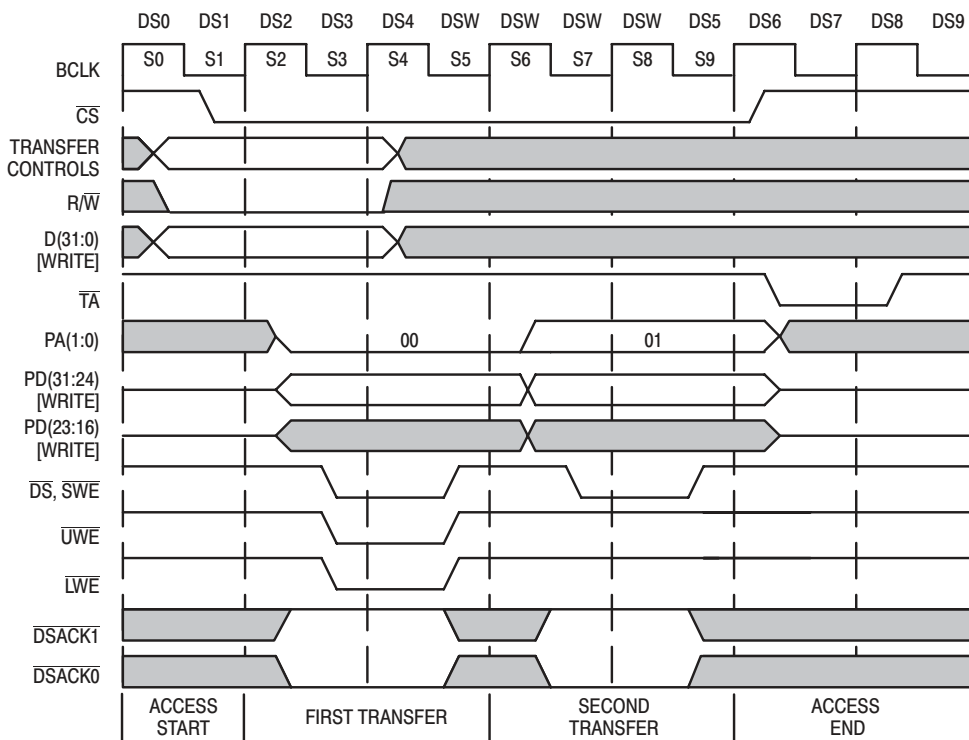 DS0 DS1 DS2 DS3 DS4 DSW DSW DSW DSW DS5 DS6 DS7 DS8 DS9
S0 S1 S2 S3 S4 S5 S6 S7 S8 S9
BCLK
CS
TRANSFER
CONTROLS
R/W
D(31:0)
[WRITE]
TA
PA(1:0) 00 01
PD(31:24)
[WRITE]
PD(23:16)
[WRITE]
DS, SWE
UWE
LWE
DSACK1
DSACK0
ACCESS
START
FIRST TRANSFER
SECOND
TRANSFER
ACCESS
END